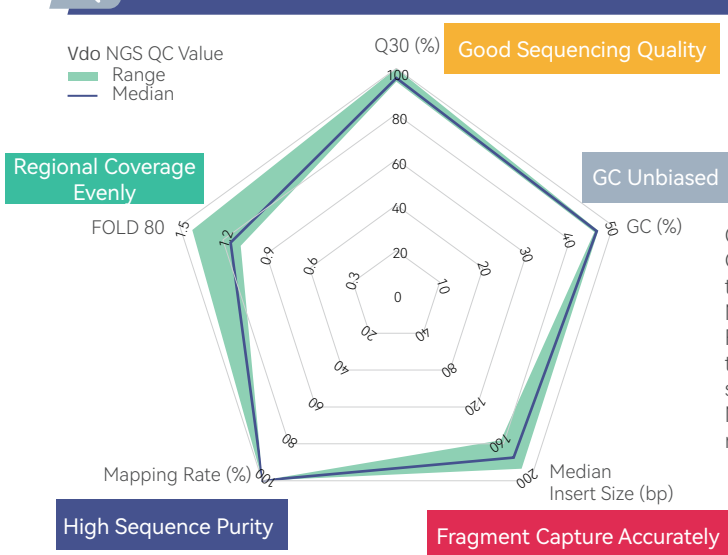 Vdo NGS QC Value
Range
Median
Q30 (%)
Good Sequencing Quality
100
80
60
40
20
0
GC Unbiased
GC (%)
50
40
30
20
10
Regional Coverage
Evenly
FOLD 80
1.5
1.2
0.9
0.6
0.3
20
40
60
80
100
Mapping Rate (%)
High Sequence Purity
40
80
120
160
200
Median
Insert Size (bp)
Fragment Capture Accurately